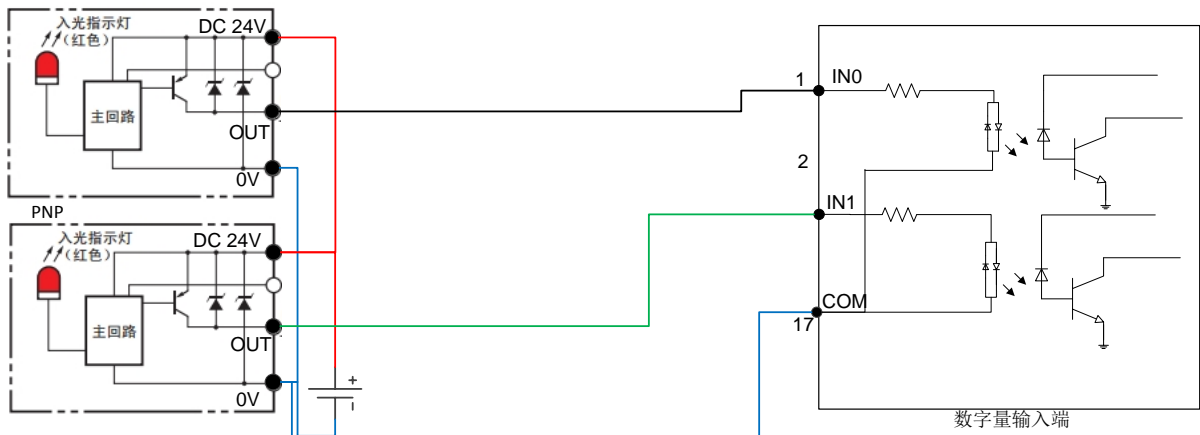 入光指示灯
（红色）
DC 24V
主回路
OUT
0V
PNP
入光指示灯
（红色）
DC 24V
主回路
OUT
0V
+
1
IN0
2
IN1
COM
17
数字量输入端